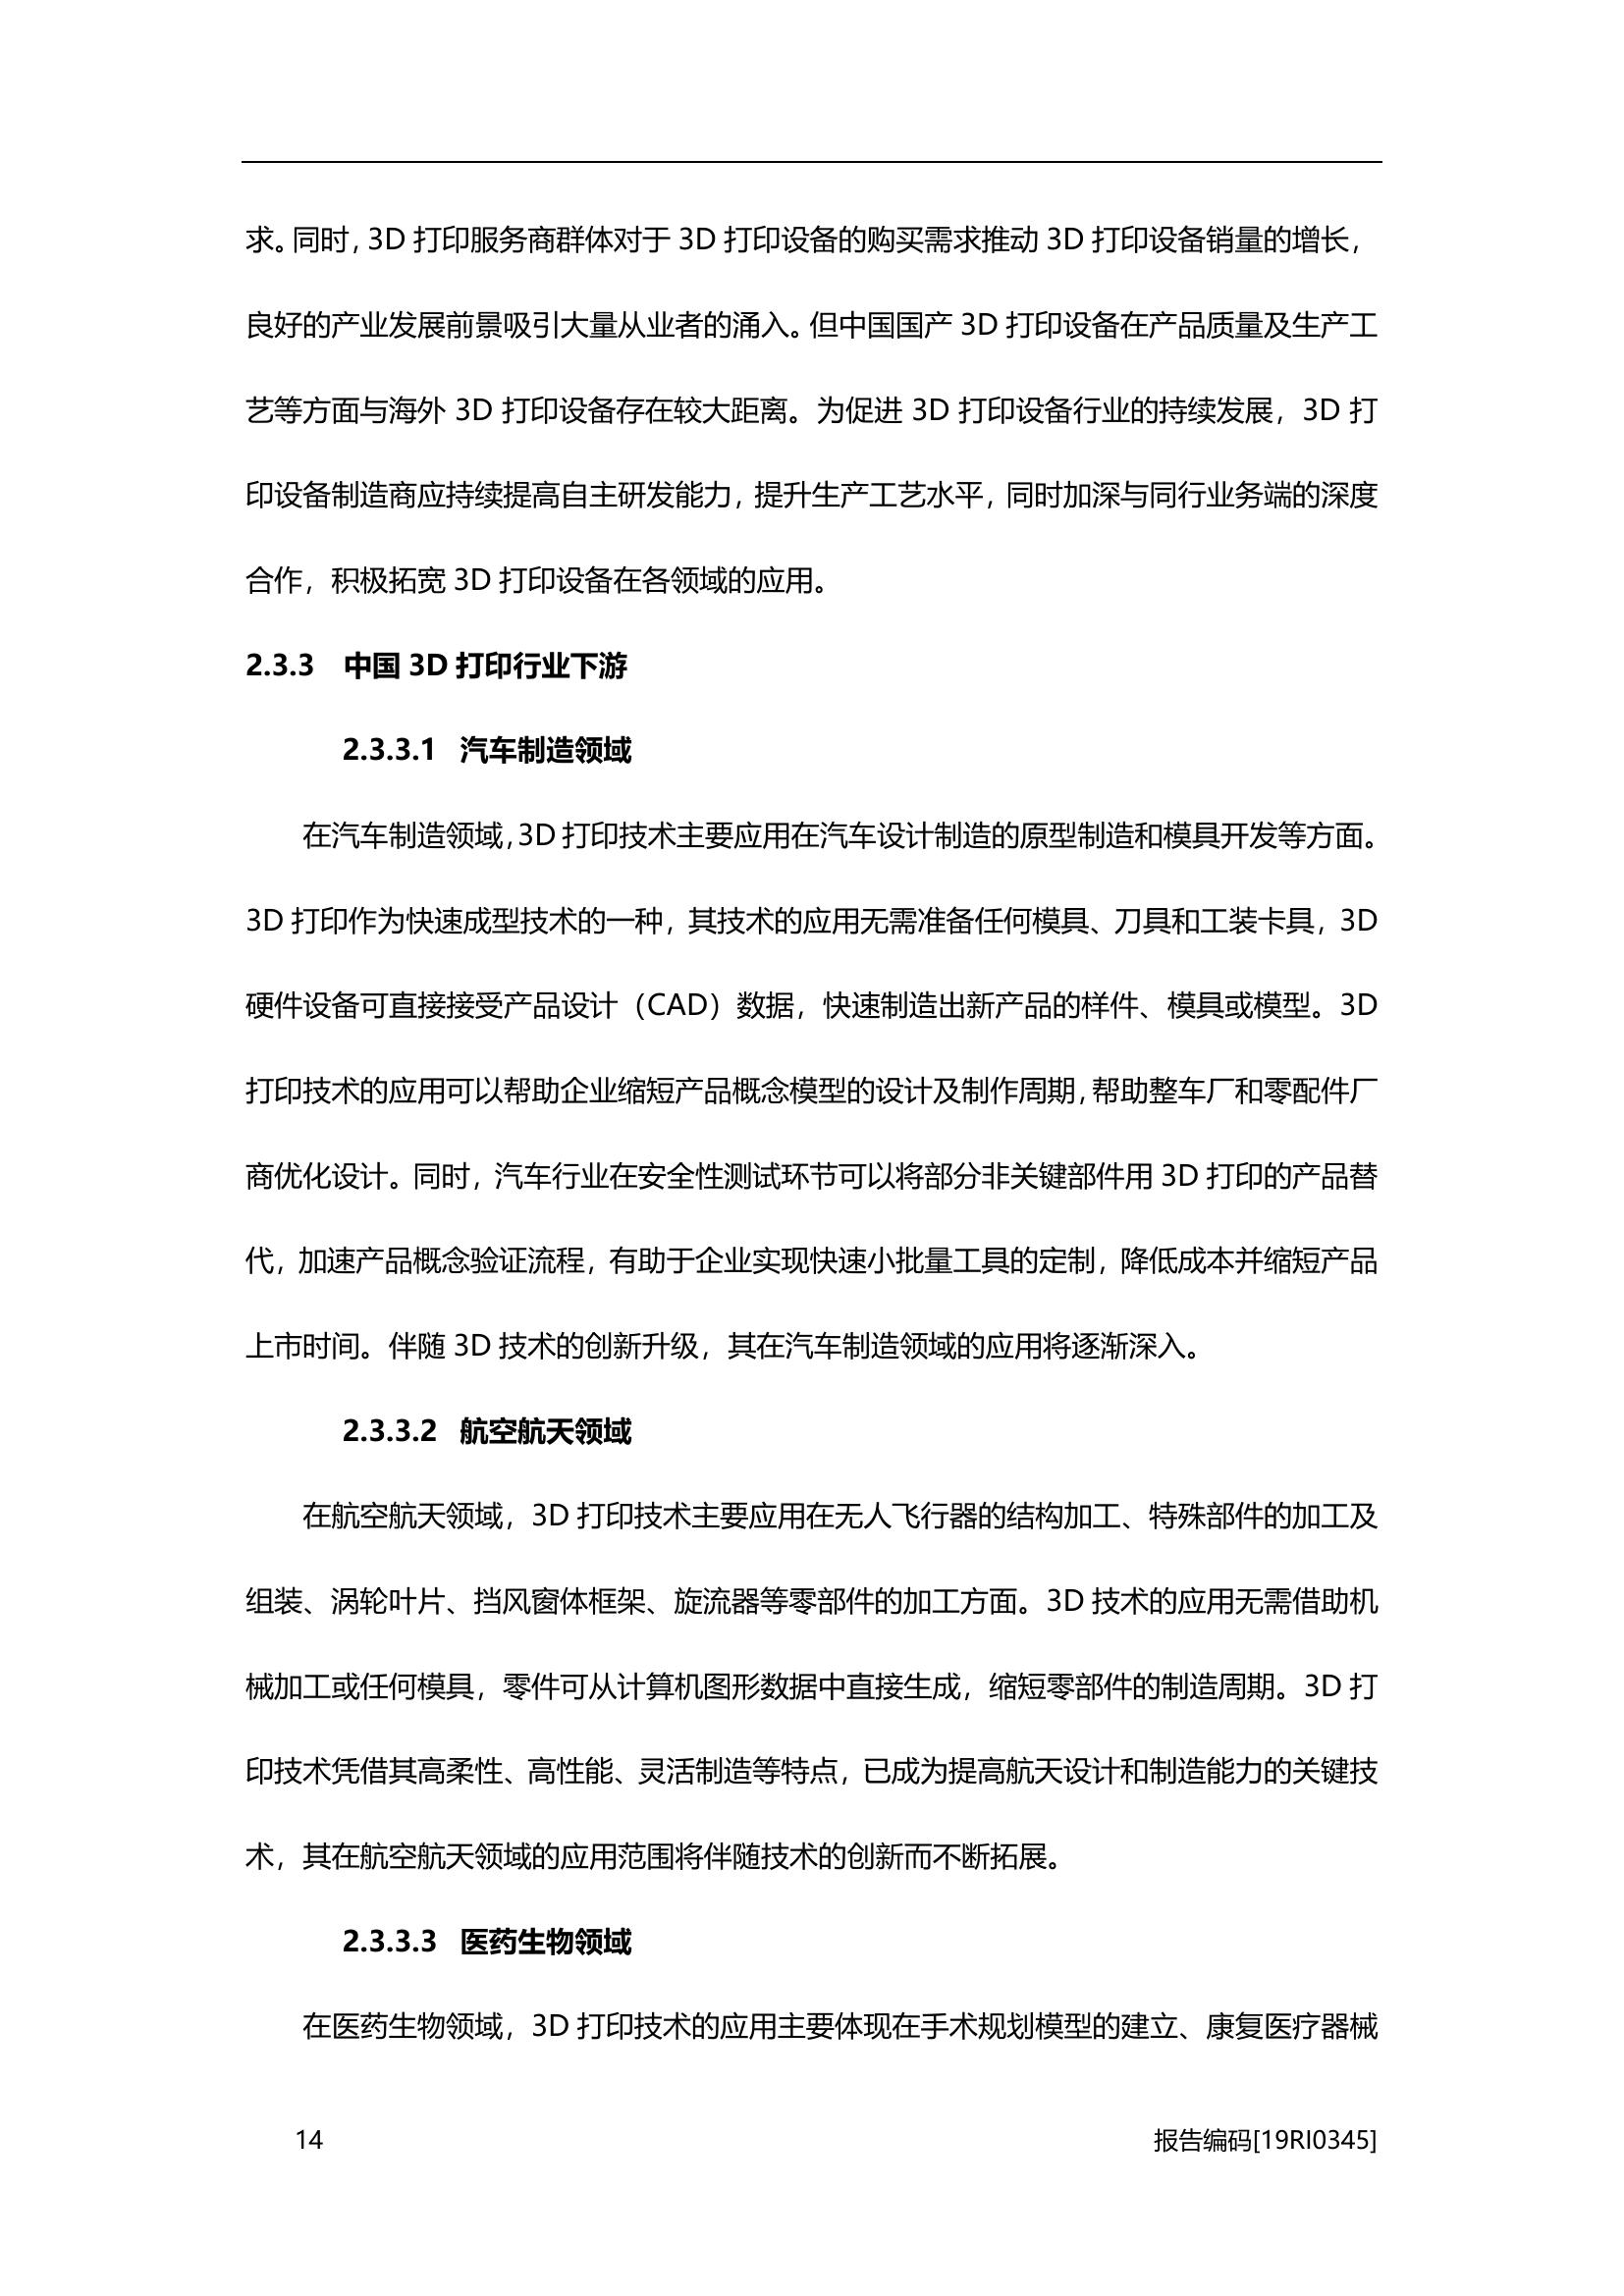 求。同时，3D 打印服务商群体对于 3D 打印设备的购买需求推动 3D 打印设备销量的增长，
良好的产业发展前景吸引大量从业者的涌入。但中国国产 3D 打印设备在产品质量及生产工
艺等方面与海外 3D 打印设备存在较大距离。为促进 3D 打印设备行业的持续发展，3D 打
印设备制造商应持续提高自主研发能力，提升生产工艺水平，同时加深与同行业务端的深度
合作，积极拓宽 3D 打印设备在各领域的应用。
2.3.3 中国 3D 打印行业下游
2.3.3.1 汽车制造领域
在汽车制造领域，3D 打印技术主要应用在汽车设计制造的原型制造和模具开发等方面。
3D 打印作为快速成型技术的一种，其技术的应用无需准备任何模具、刀具和工装卡具，3D
硬件设备可直接接受产品设计（CAD）数据，快速制造出新产品的样件、模具或模型。3D
打印技术的应用可以帮助企业缩短产品概念模型的设计及制作周期，帮助整车厂和零配件厂
商优化设计。同时，汽车行业在安全性测试环节可以将部分非关键部件用 3D 打印的产品替
代，加速产品概念验证流程，有助于企业实现快速小批量工具的定制，降低成本并缩短产品
上市时间。伴随 3D 技术的创新升级，其在汽车制造领域的应用将逐渐深入。
2.3.3.2 航空航天领域
在航空航天领域，3D 打印技术主要应用在无人飞行器的结构加工、特殊部件的加工及
组装、涡轮叶片、挡风窗体框架、旋流器等零部件的加工方面。3D 技术的应用无需借助机
械加工或任何模具，零件可从计算机图形数据中直接生成，缩短零部件的制造周期。3D 打
印技术凭借其高柔性、高性能、灵活制造等特点，已成为提高航天设计和制造能力的关键技
术，其在航空航天领域的应用范围将伴随技术的创新而不断拓展。
2.3.3.3 医药生物领域
在医药生物领域，3D 打印技术的应用主要体现在手术规划模型的建立、康复医疗器械
14 报告编码[19RI0345]